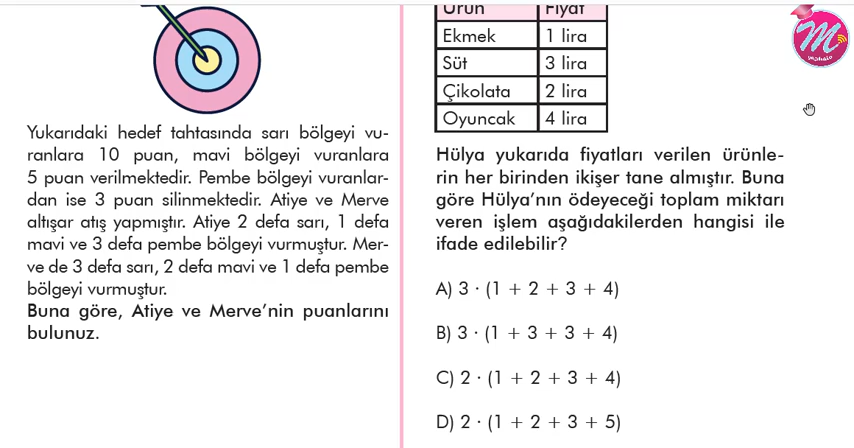 Yukarıdaki hedef tahtasında sarı bölgeyi vu-
ranlara 10 puan, mavi bölgeyi vuranlara
5 puan verilmektedir. Pembe bölgeyi vuranlar-
dan ise 3 puan silinmektedir. Atiye ve Merve
altışar atış yapmıştır. Atiye 2 defa sarı, 1 defa
mavi ve 3 defa pembe bölgeyi vurmuştur. Mer-
ve de 3 defa sarı, 2 defa mavi ve 1 defa pembe
bölgeyi vurmuştur.
Buna göre, Atiye ve Merve'nin puanlarını
bulunuz.
Ürün Fiyat
Ekmek 1 lira
Süt 3 lira
Çikolata 2 lira
Oyuncak 4 lira
Hülya yukarıda fiyatları verilen ürünle-
rin her birinden ikişer tane almıştır. Buna
göre Hülya'nın ödeyeceği toplam miktarı
veren işlem aşağıdakilerden hangisi ile
ifade edilebilir?
A) 3 · (1 + 2 + 3 + 4)
B) 3 · (1 + 3 + 3 + 4)
C) 2 · (1 + 2 + 3 + 4)
D) 2 · (1 + 2 + 3 + 5)